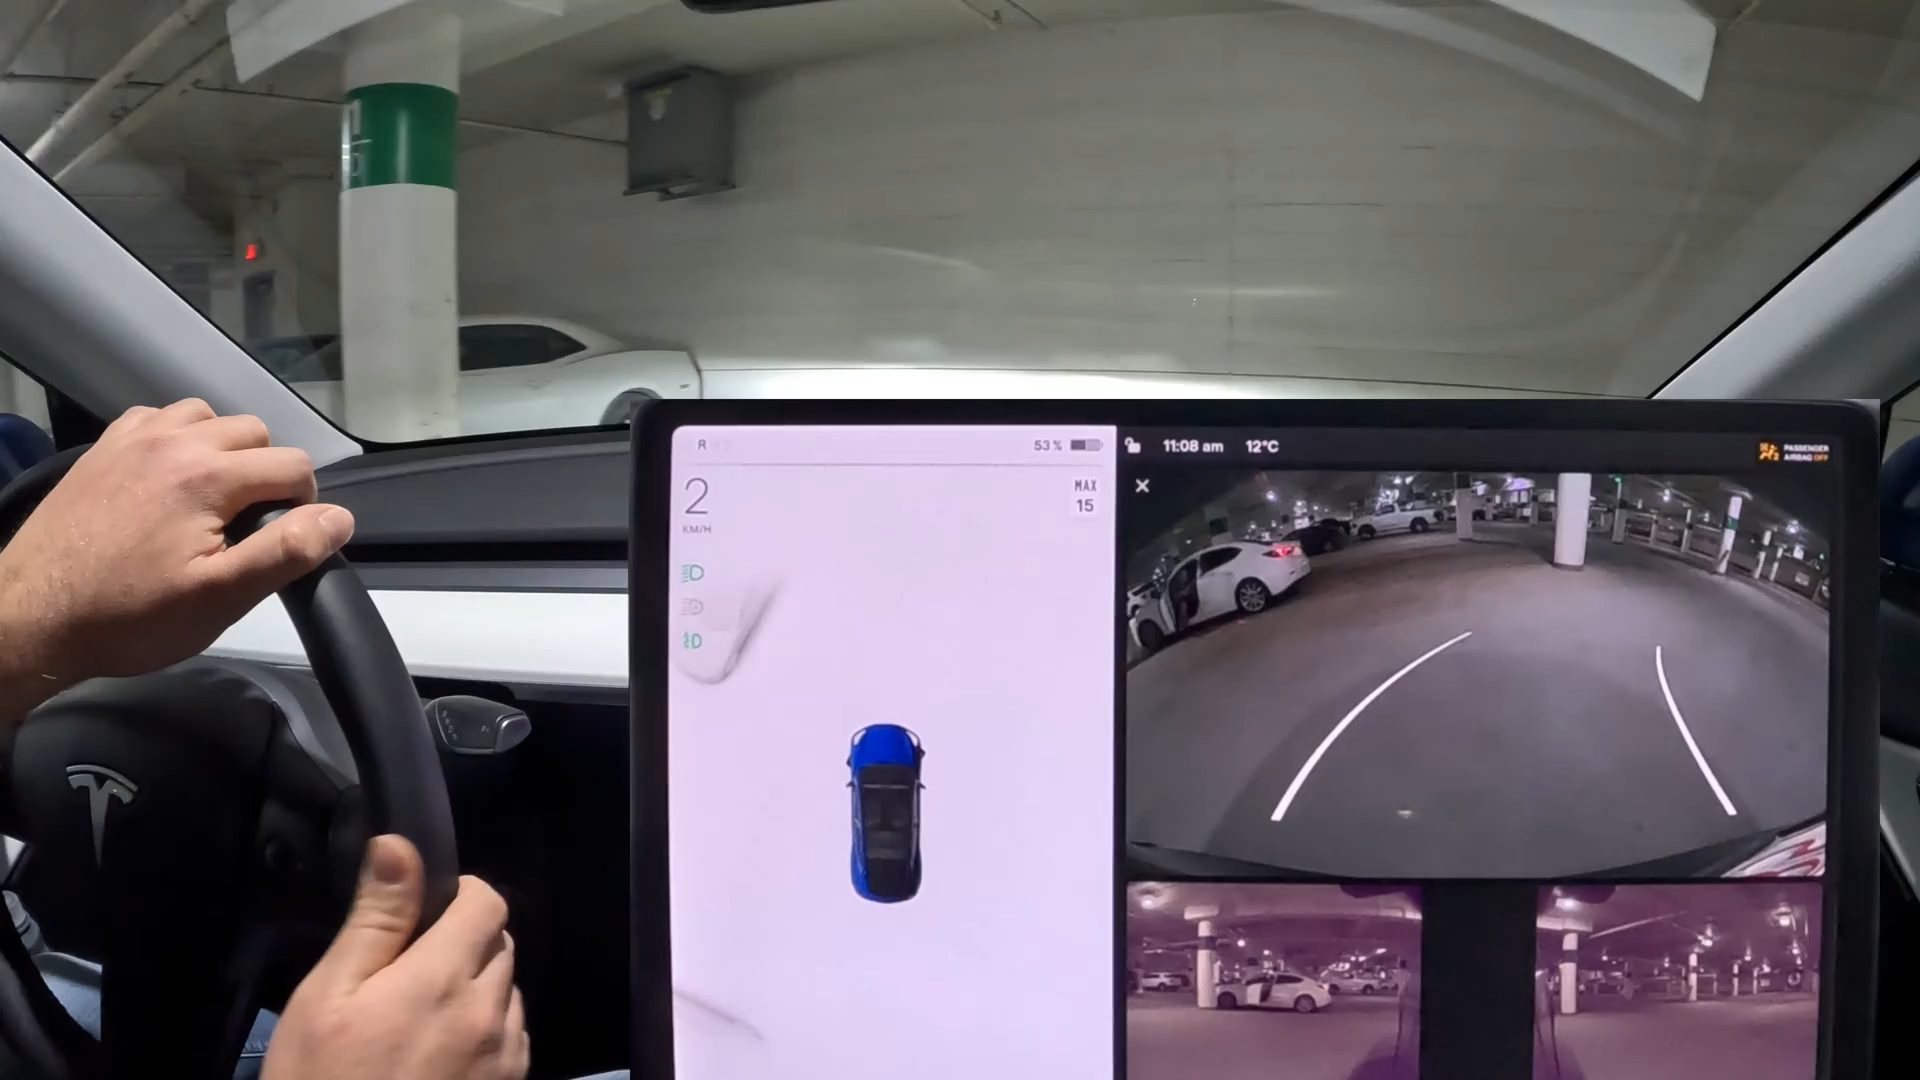 R
53 %
11:08 am
12°C
PASSENGER
AIRBAG OFF
2
KM/H
MAX
15